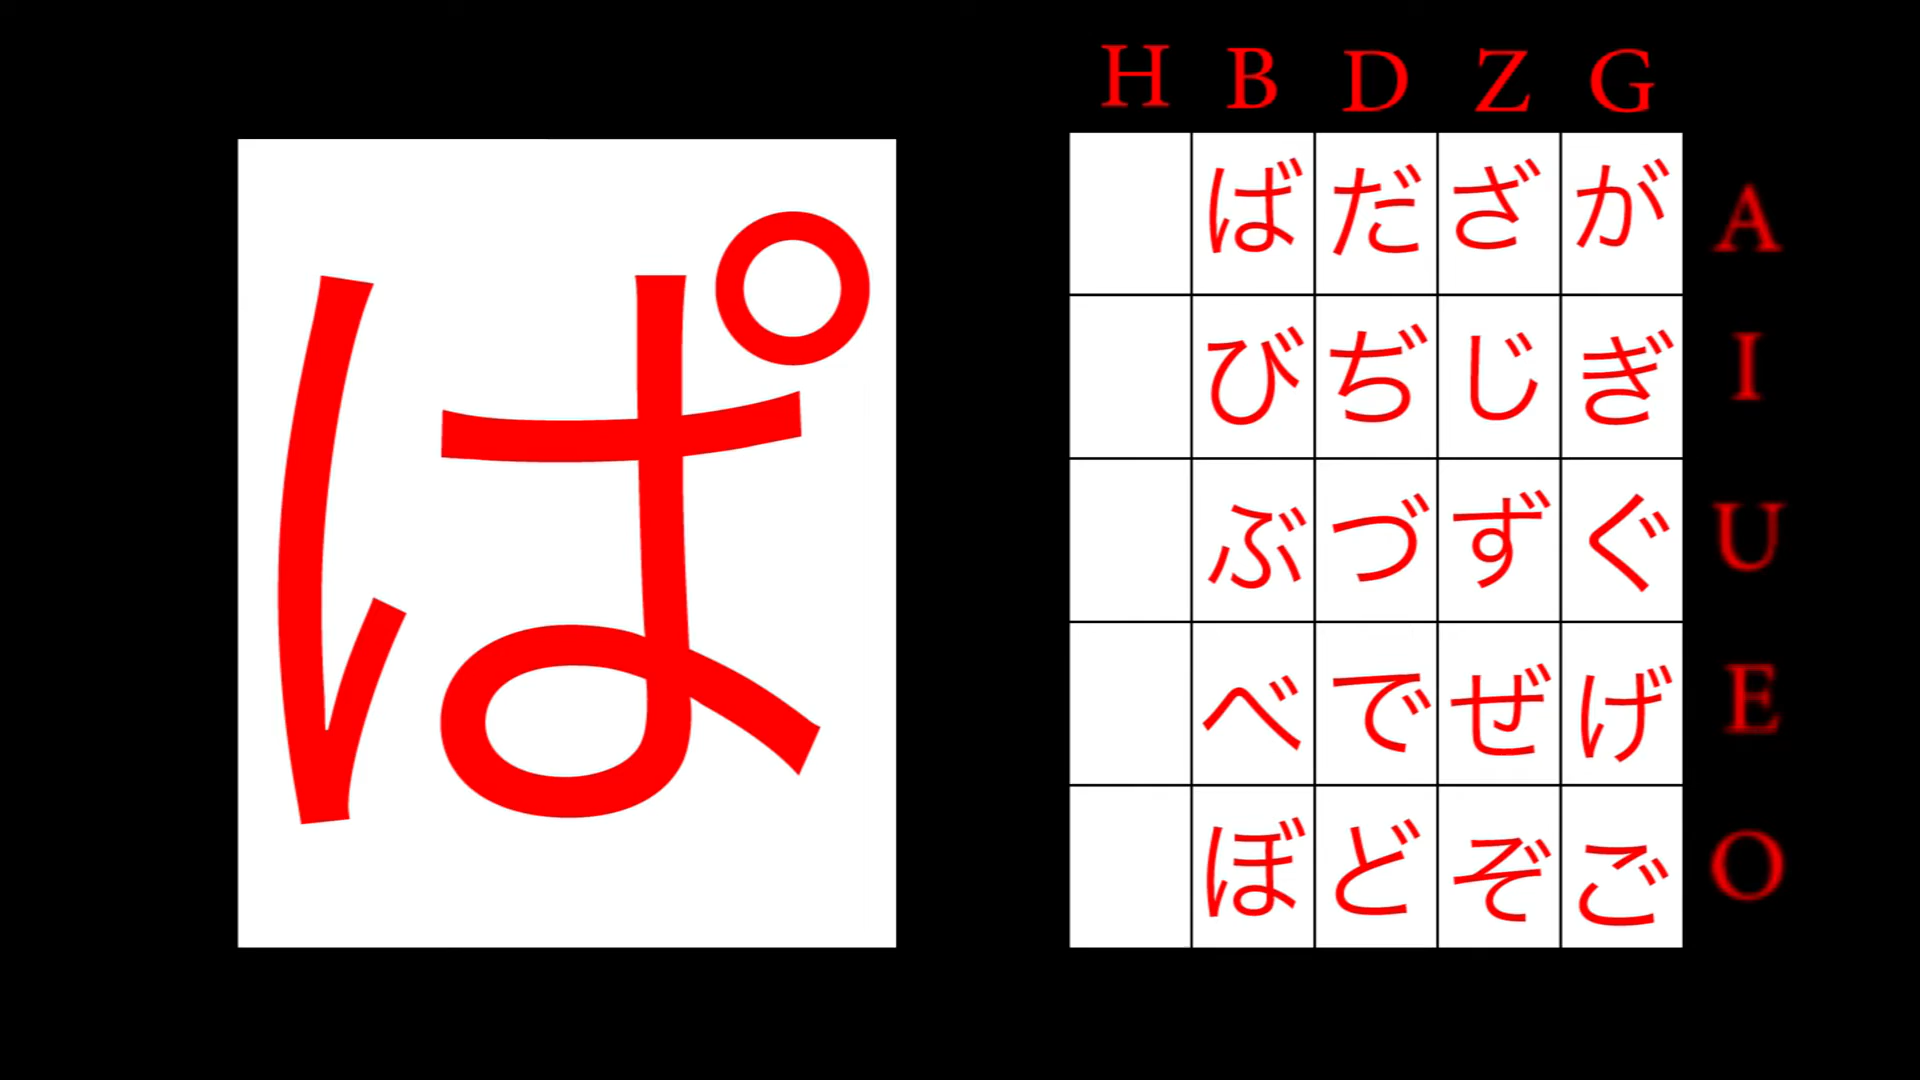 ぱ
H B D Z G
ば だ ざ が A
び ぢ じ ぎ I
ぶ づ ず ぐ U
べ で ぜ げ E
ぼ ど ぞ ご O